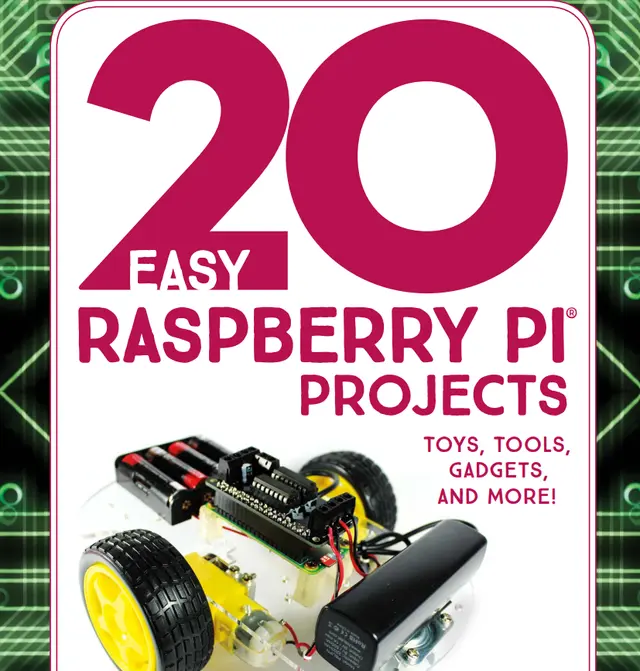 20
EASY
RASPBERRY PI®
PROJECTS
TOYS, TOOLS,
GADGETS,
AND MORE!